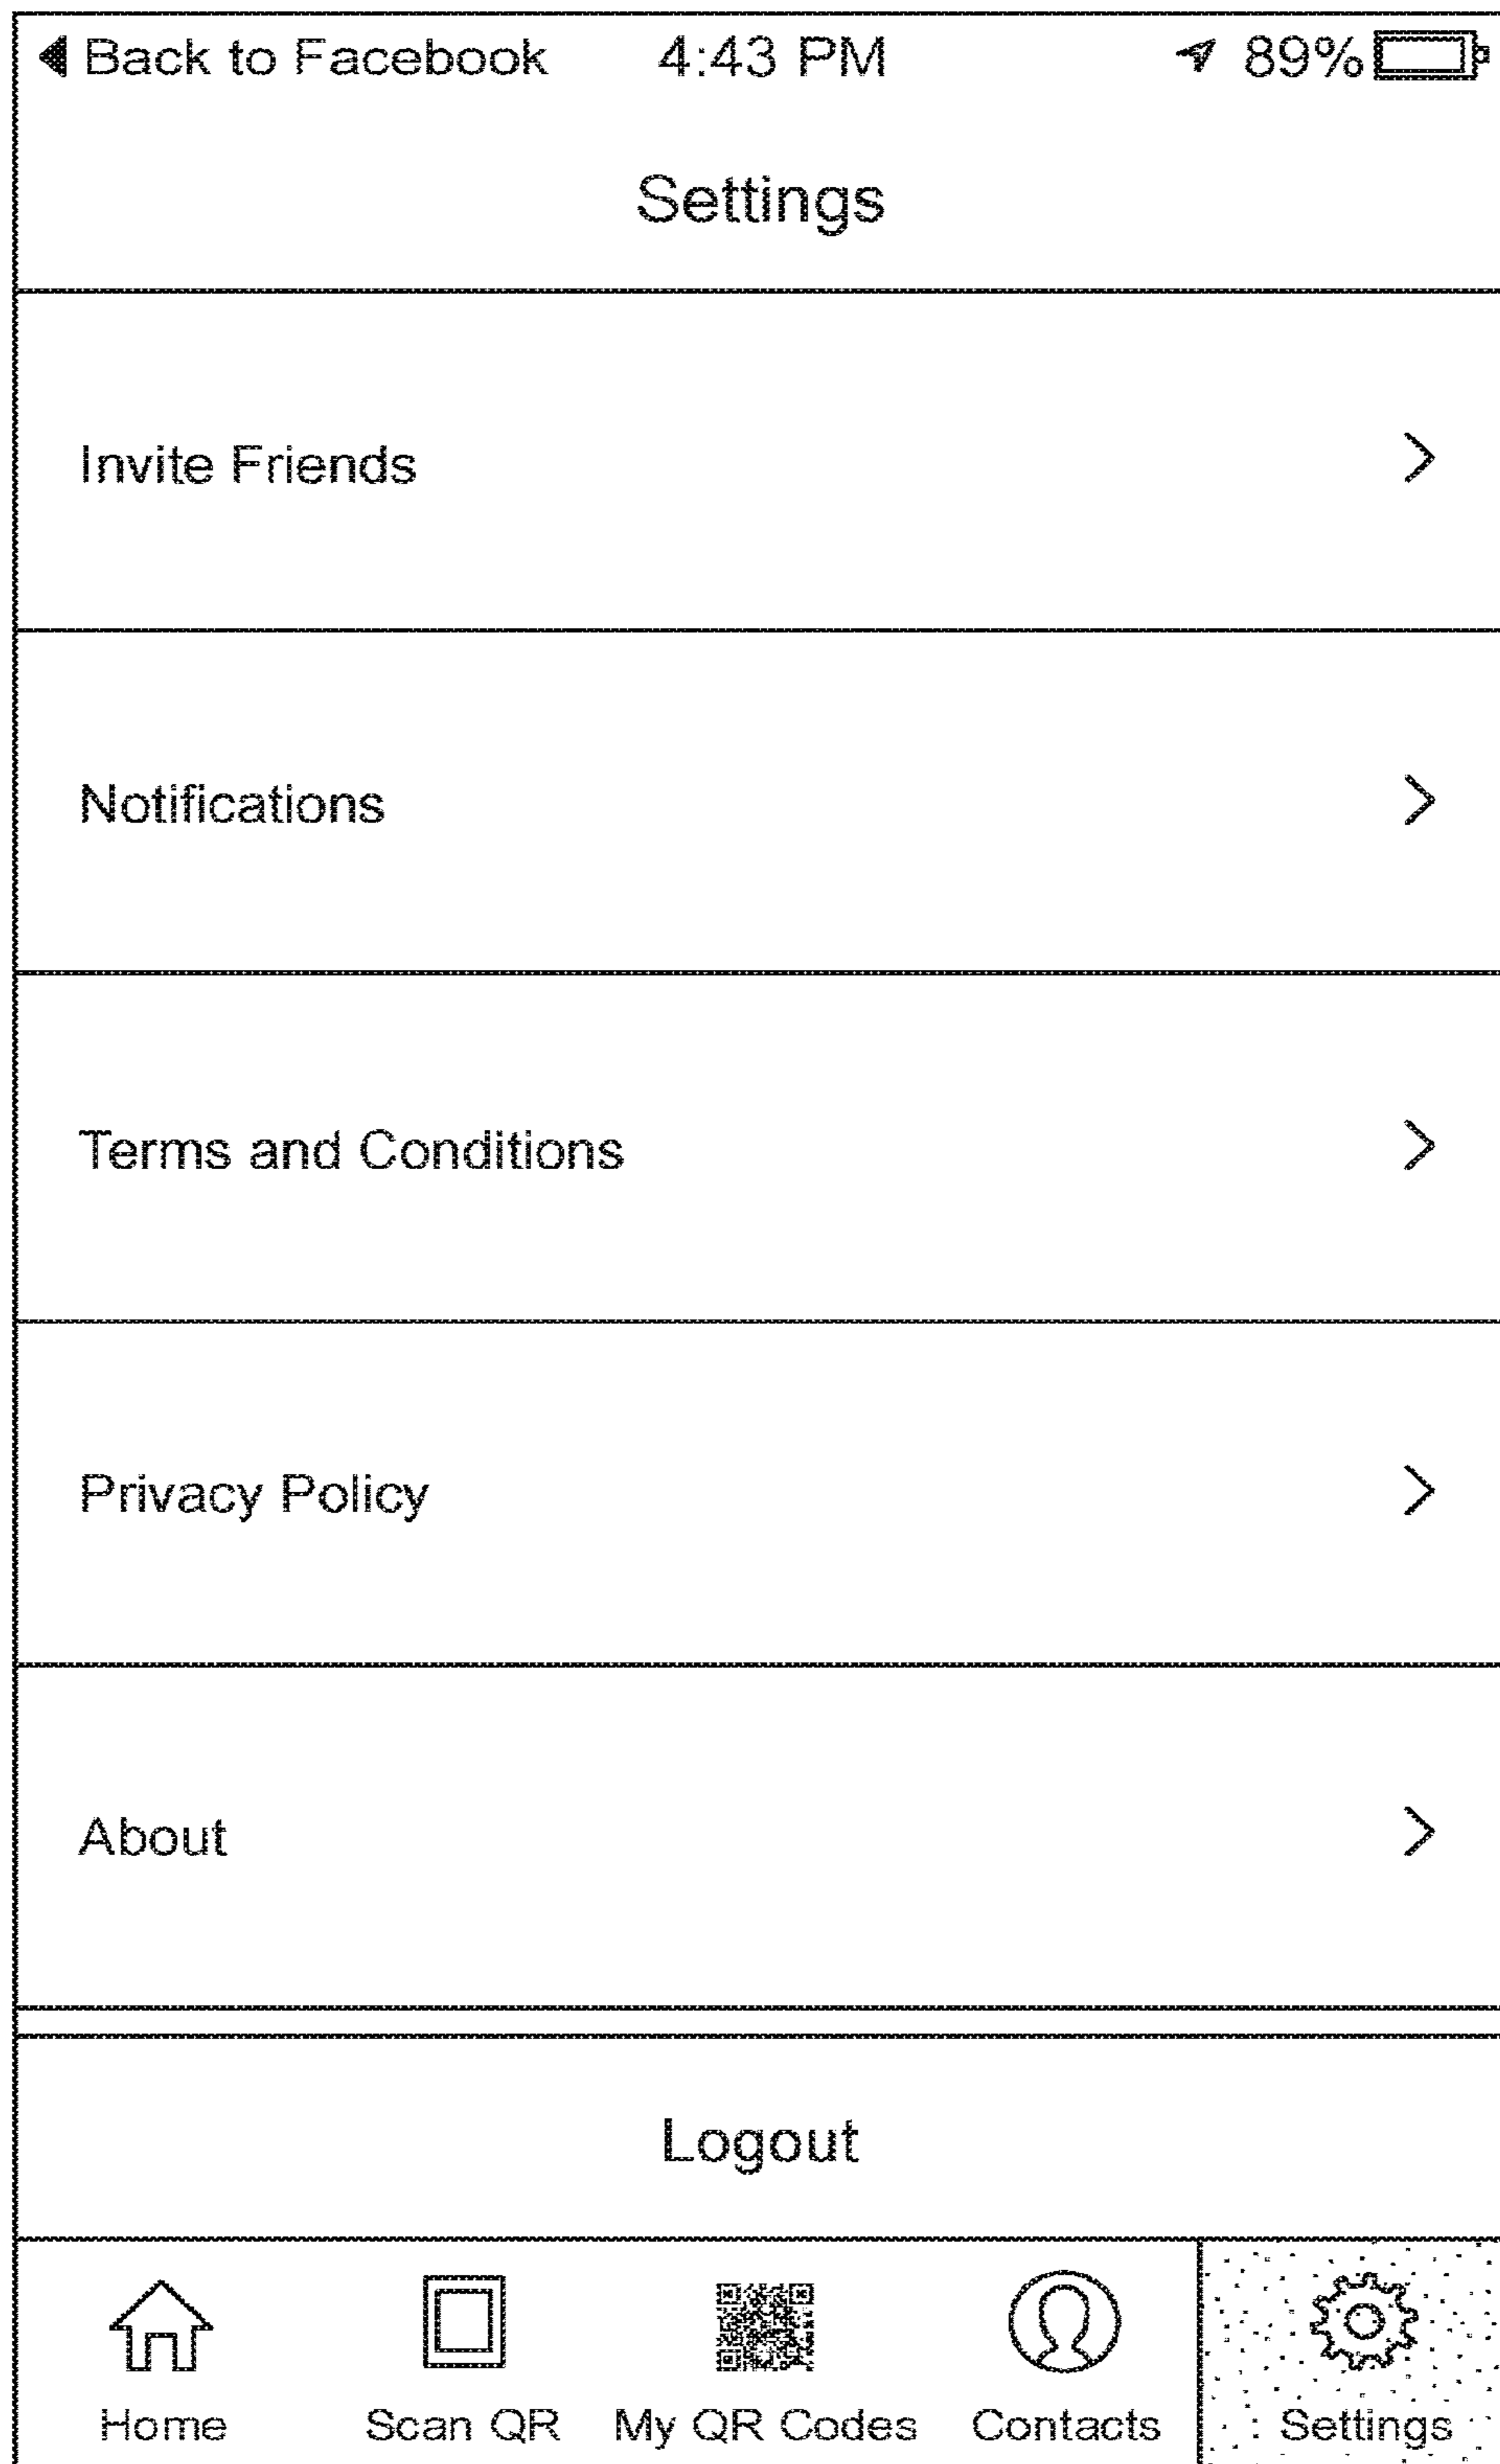 Back to Facebook 4:43 PM 89%
Settings
Invite Friends
Notifications
Terms and Conditions
Privacy Policy
About
Logout
Home Scan QR My QR Codes Contacts Settings